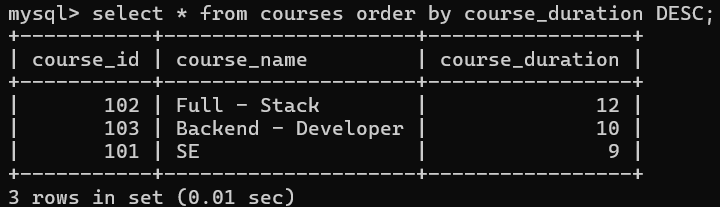 mysql> select * from courses order by course_duration DESC;
+-----------+----------------------+-----------------+
| course_id | course_name          | course_duration |
+-----------+----------------------+-----------------+
|       102 | Full - Stack         |              12 |
|       103 | Backend - Developer  |              10 |
|       101 | SE                   |               9 |
+-----------+----------------------+-----------------+
3 rows in set (0.01 sec)